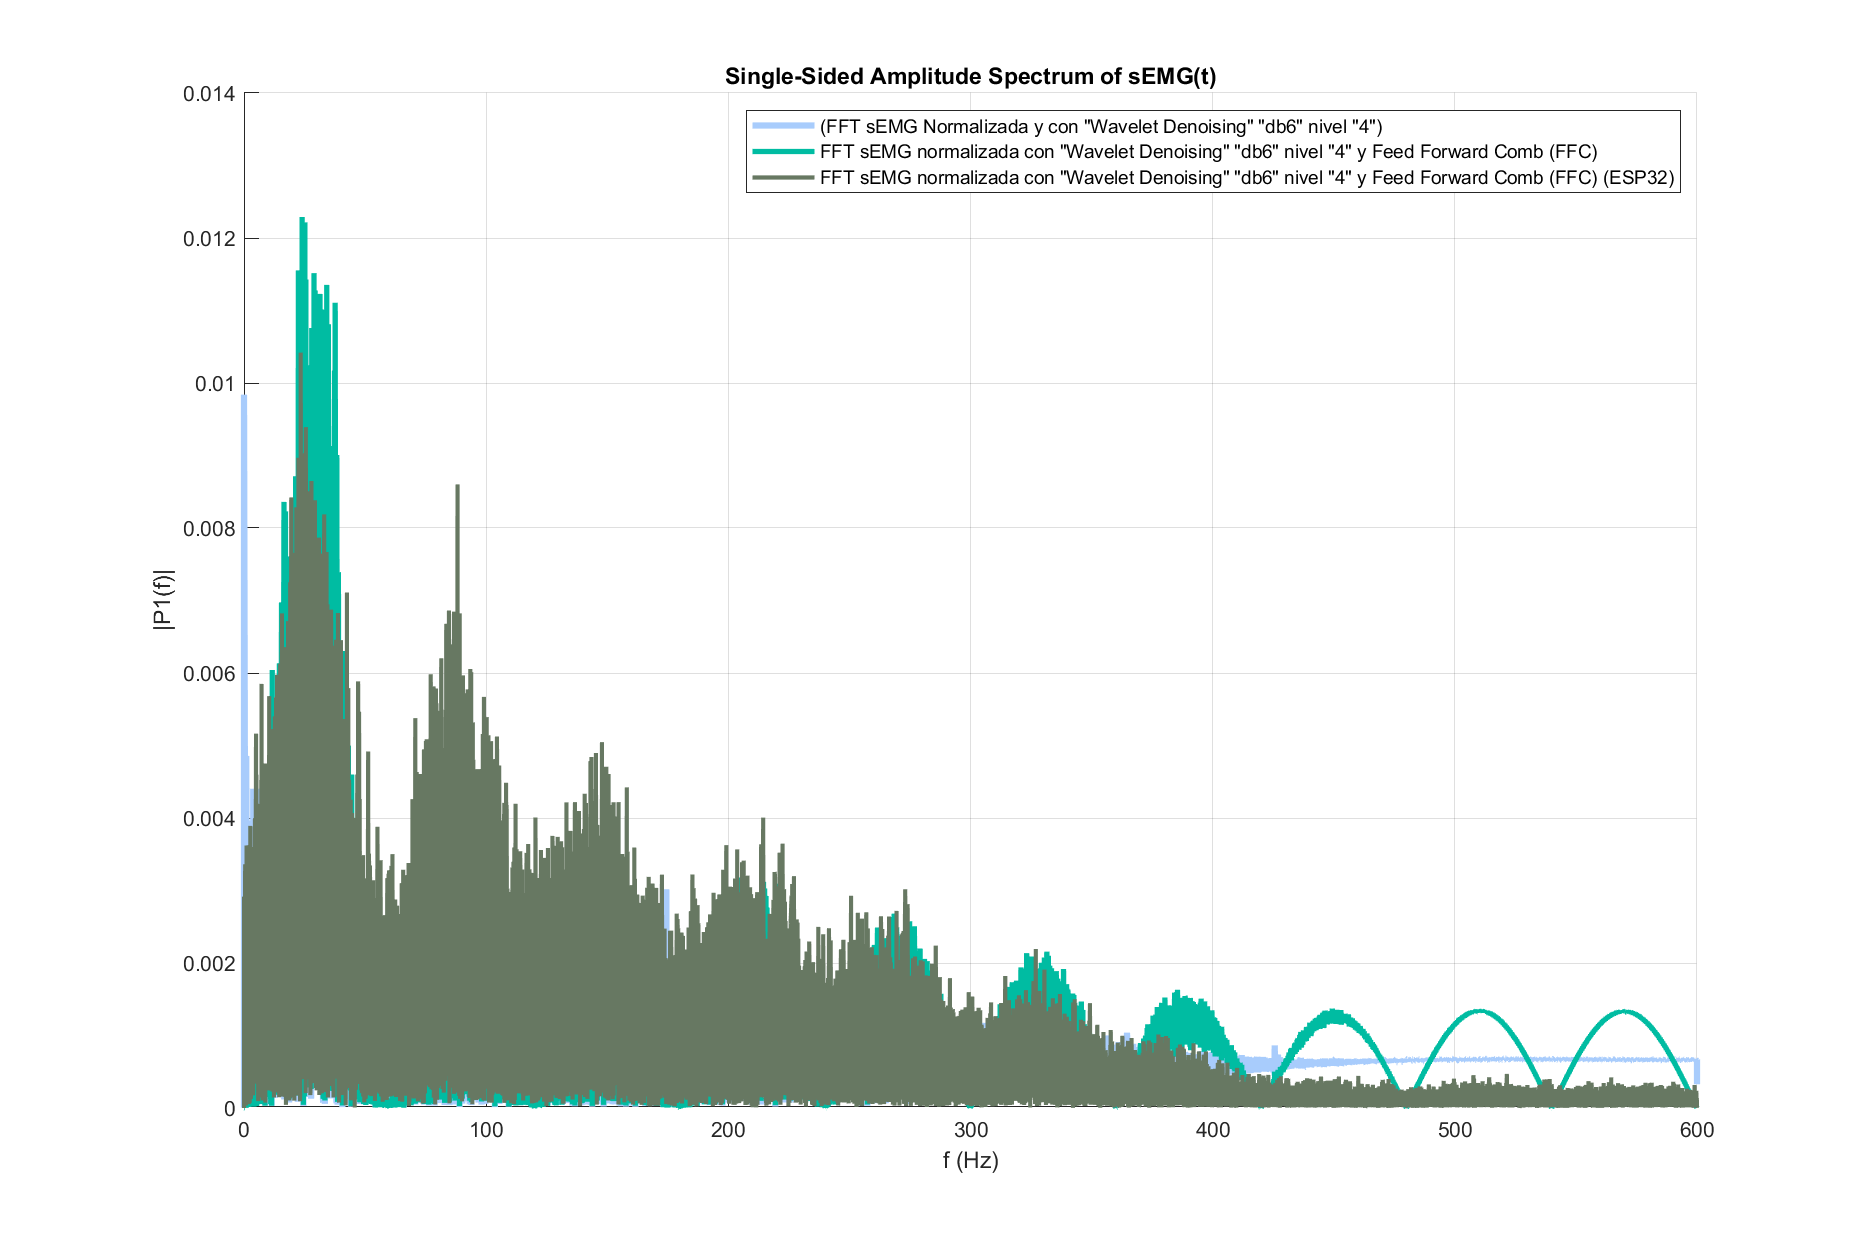 Single-Sided Amplitude Spectrum of sEMG(t)
(FFT sEMG Normalizada y con "Wavelet Denoising" "db6" nivel "4")
FFT sEMG normalizada con "Wavelet Denoising" "db6" nivel "4" y Feed Forward Comb (FFC)
FFT sEMG normalizada con "Wavelet Denoising" "db6" nivel "4" y Feed Forward Comb (FFC) (ESP32)
0.014
0.012
0.01
0.008
0.006
0.004
0.002
0
|P1(f)|
0 100 200 300 400 500 600
f (Hz)